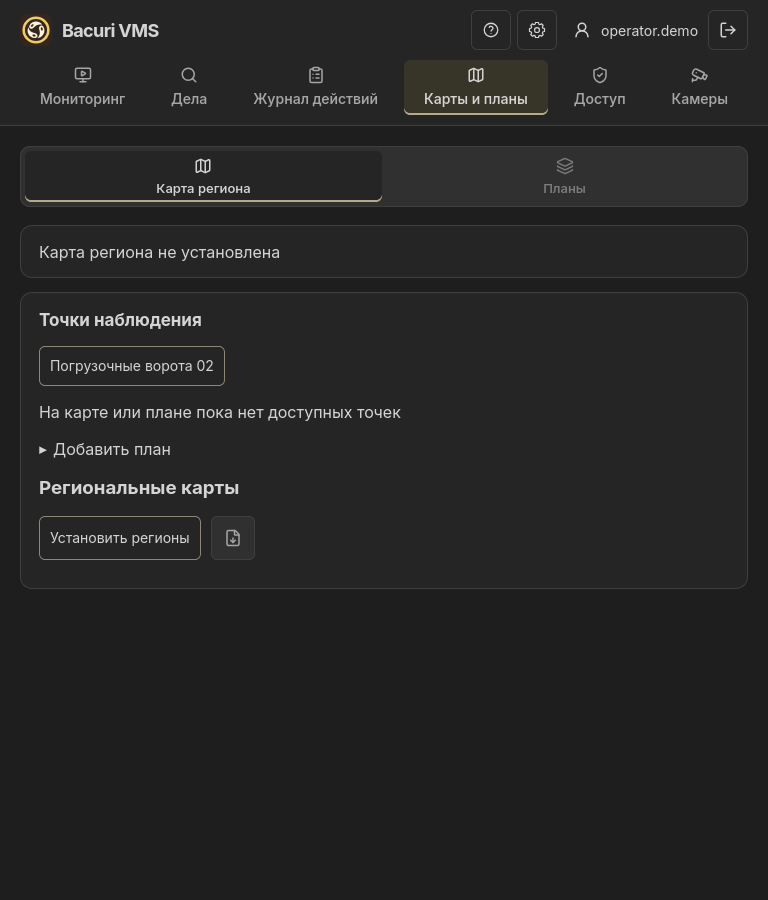 Bacuri VMS
operator.demo
Мониторинг
Дела
Журнал действий
Карты и планы
Доступ
Камеры
Карта региона
Планы
Карта региона не установлена
Точки наблюдения
Погрузочные ворота 02
На карте или плане пока нет доступных точек
▸ Добавить план
Региональные карты
Установить регионы